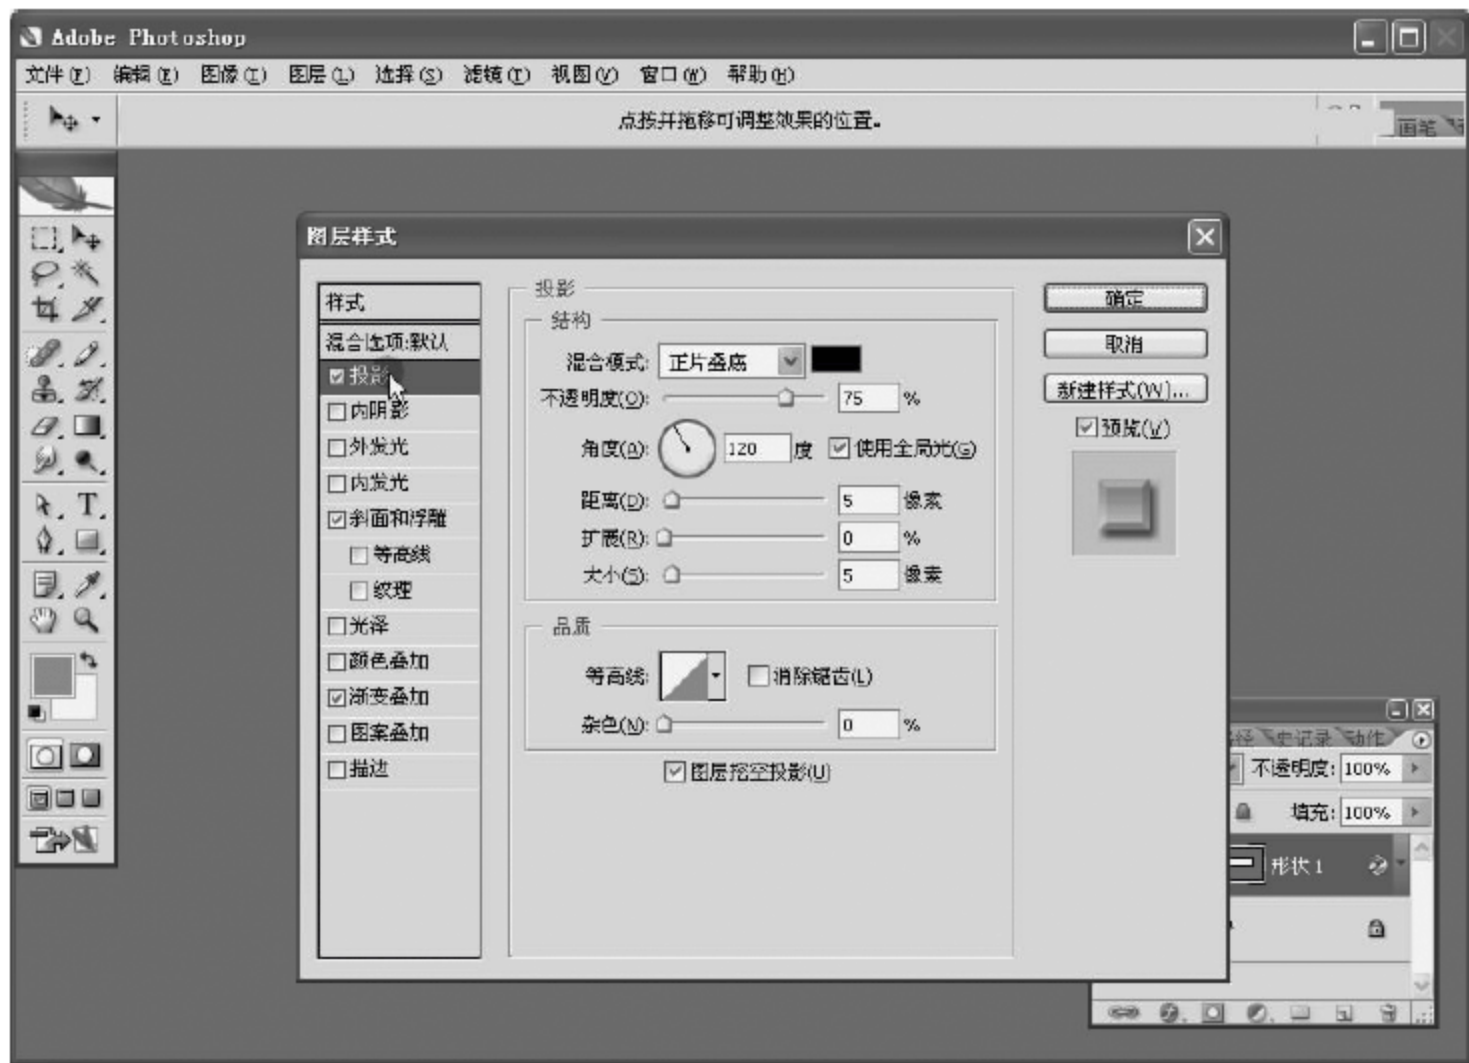 Adobe Photoshop
文件(F) 编辑(E) 图像(I) 图层(L) 选择(S) 滤镜(T) 视图(V) 窗口(W) 帮助(H)
点按并拖移可调整效果的位置。
画笔
图层样式
样式
混合选项:默认
投影
内阴影
外发光
内发光
斜面和浮雕
等高线
纹理
光泽
颜色叠加
渐变叠加
图案叠加
描边
投影
结构
混合模式: 正片叠底
不透明度(O): 75 %
角度(A): 120 度 使用全局光(G)
距离(D): 5 像素
扩展(R): 0 %
大小(S): 5 像素
品质
等高线: 消除锯齿(L)
杂色(N): 0 %
图层挖空投影(U)
确定
取消
新建样式(W)...
预览(V)
径 史记录 动作
不透明度: 100%
填充: 100%
形状 1